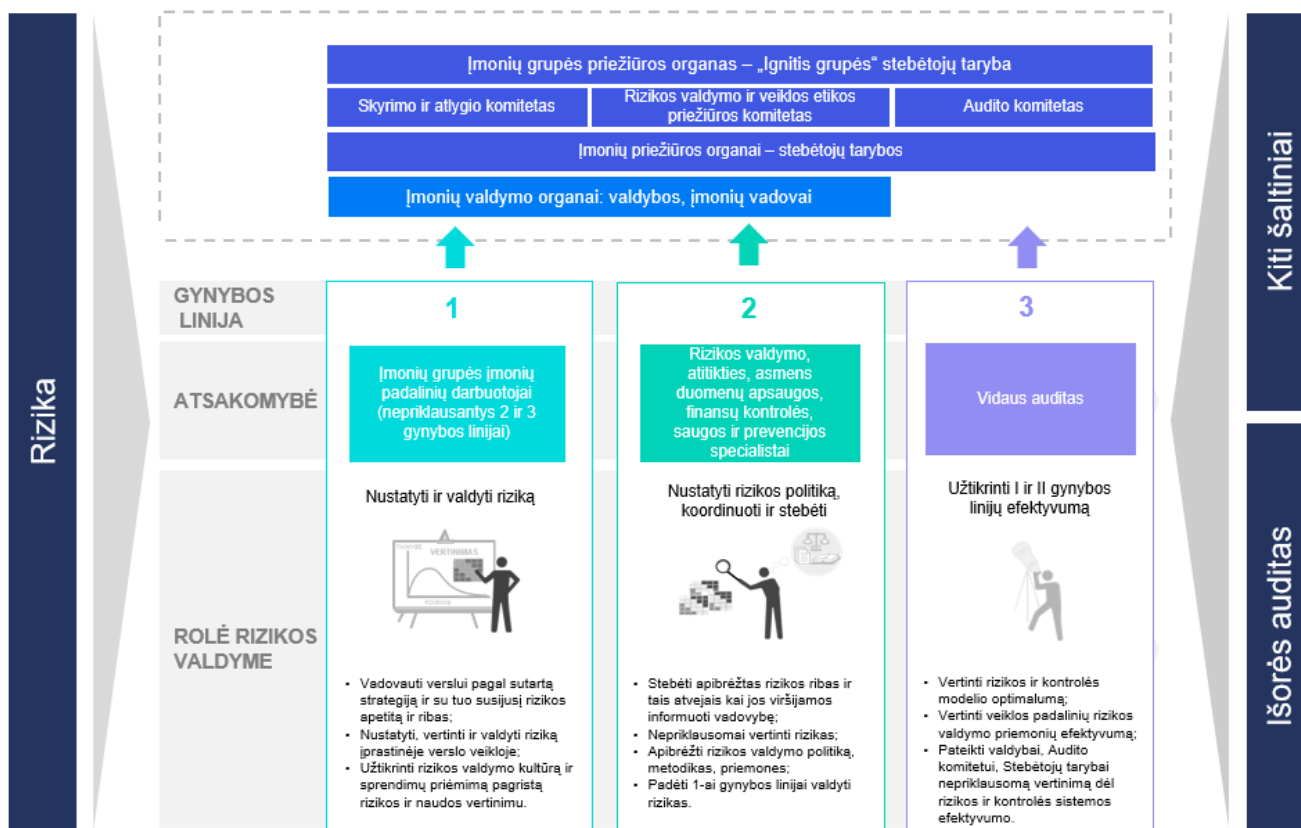 Rizika
Įmonių grupės priežiūros organas – „Ignitis grupės“ stebėtojų taryba
Skyrimo ir atlygio komitetas
Rizikos valdymo ir veiklos etikos
priežiūros komitetas
Audito komitetas
Įmonių priežiūros organai – stebėtojų tarybos
Įmonių valdymo organai: valdybos, įmonių vadovai
GYNYBOS
LINIJA
1
2
3
ATSAKOMYBĖ
Įmonių grupės įmonių
padalinių darbuotojai
(nepriklausantys 2 ir 3
gynybos linijai)
Rizikos valdymo,
atitikties, asmens
duomenų apsaugos,
finansų kontrolės,
saugos ir prevencijos
specialistai
Vidaus auditas
ROLĖ RIZIKOS
VALDYME
Nustatyti ir valdyti riziką
VERTINIMAS
POVEIKIS
▪ Vadovauti verslui pagal sutartą
strategiją ir su tuo susijusį rizikos
apetitą ir ribas;
▪ Nustatyti, vertinti ir valdyti riziką
įprastinėje verslo veikloje;
▪ Užtikrinti rizikos valdymo kultūrą ir
sprendimų priėmimą pagristą
rizikos ir naudos vertinimu.
Nustatyti rizikos politiką,
koordinuoti ir stebėti
▪ Stebėti apibrėžtas rizikos ribas ir
tais atvejais kai jos viršijamos
informuoti vadovybę;
▪ Nepriklausomai vertinti rizikas;
▪ Apibrėžti rizikos valdymo politiką,
metodikas, priemones;
▪ Padėti 1-ai gynybos linijai valdyti
rizikas.
Užtikrinti I ir II gynybos
linijų efektyvumą
▪ Vertinti rizikos ir kontrolės
modelio optimalumą;
▪ Vertinti veiklos padalinių rizikos
valdymo priemonių efektyvumą;
▪ Pateikti valdybai, Audito
komitetui, Stebėtojų tarybai
nepriklausomą vertinimą dėl
rizikos ir kontrolės sistemos
efektyvumo.
Kiti šaltiniai
Išorės auditas